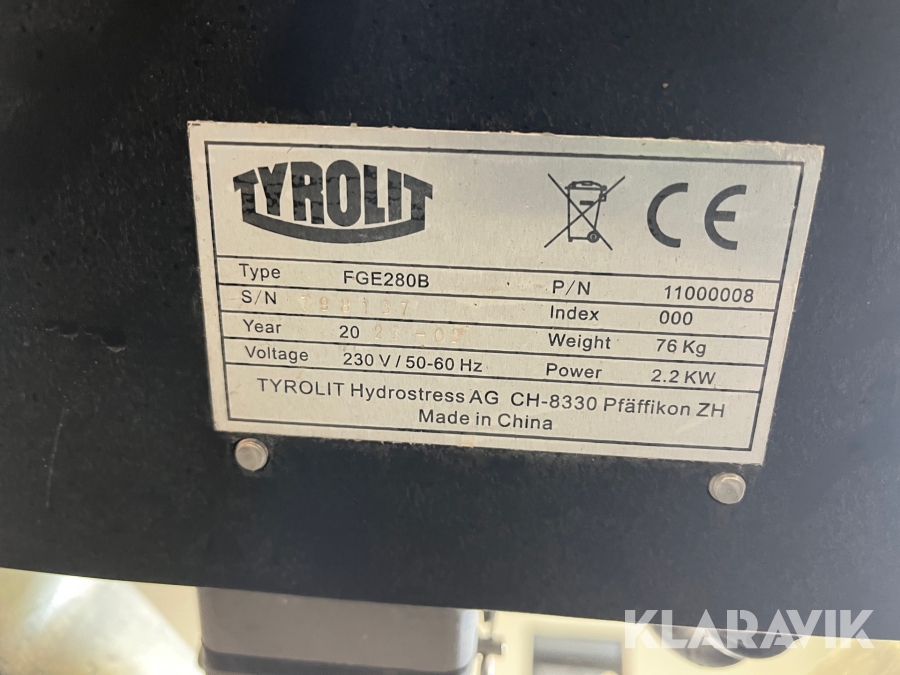 TYROLIT
CE
Type FGE280B P/N 11000008
S/N Index 000
Year 20 Weight 76 Kg
Voltage 230 V / 50-60 Hz Power 2.2 KW
TYROLIT Hydrostress AG CH-8330 Pfäffikon ZH
Made in China
KLARAVIK